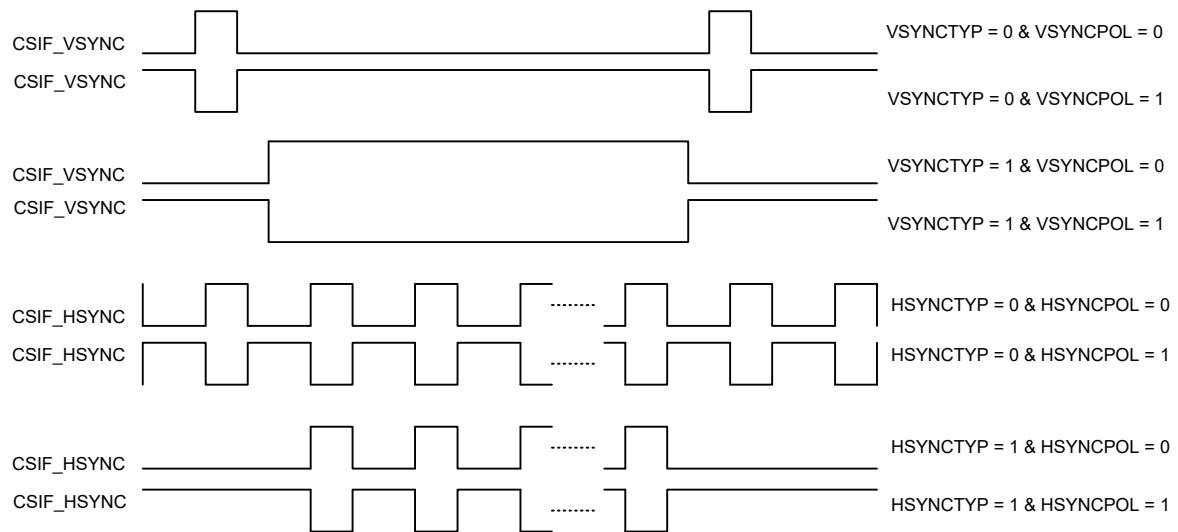 CSIF_VSYNC
VSYNCTYP = 0 & VSYNCPOL = 0
CSIF_VSYNC
VSYNCTYP = 0 & VSYNCPOL = 1
CSIF_VSYNC
VSYNCTYP = 1 & VSYNCPOL = 0
CSIF_VSYNC
VSYNCTYP = 1 & VSYNCPOL = 1
CSIF_HSYNC
HSYNCTYP = 0 & HSYNCPOL = 0
CSIF_HSYNC
HSYNCTYP = 0 & HSYNCPOL = 1
CSIF_HSYNC
HSYNCTYP = 1 & HSYNCPOL = 0
CSIF_HSYNC
HSYNCTYP = 1 & HSYNCPOL = 1